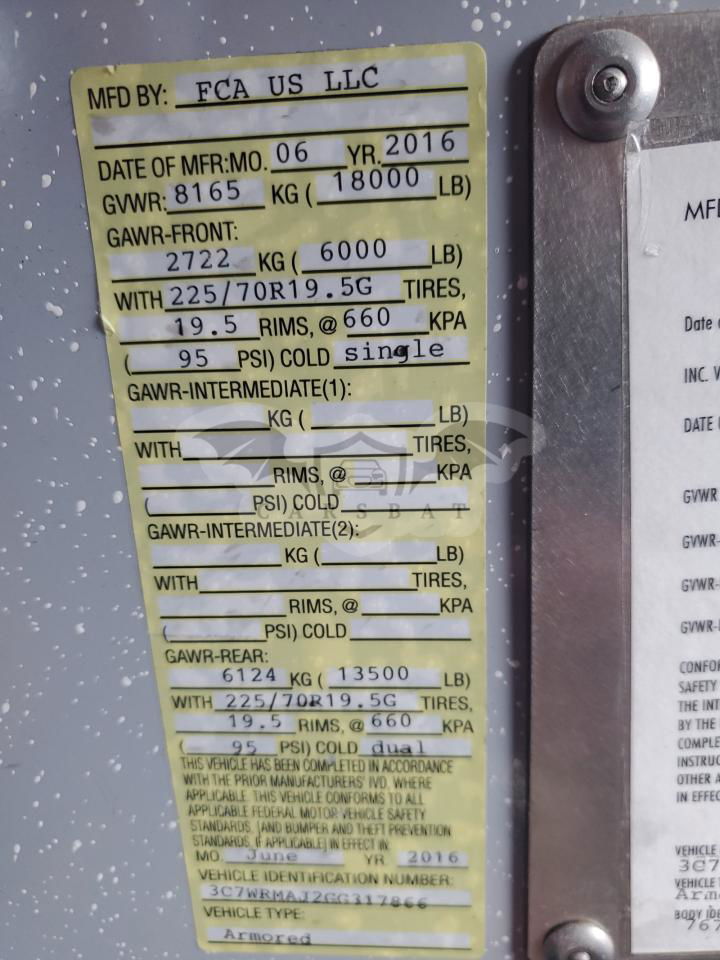 MFD BY: FCA US LLC
DATE OF MFR:MO. 06 YR. 2016
GVWR: 8165 KG ( 18000 LB)
GAWR-FRONT:
2722 KG ( 6000 LB)
WITH 225/70R19.5G TIRES,
19.5 RIMS, @ 660 KPA
( 95 PSI) COLD single
GAWR-INTERMEDIATE(1):
KG ( LB)
WITH TIRES,
RIMS, @ KPA
( PSI) COLD
CARSBAT
GAWR-INTERMEDIATE(2):
KG ( LB)
WITH TIRES,
RIMS, @ KPA
( PSI) COLD
GAWR-REAR:
6124 KG ( 13500 LB)
WITH 225/70R19.5G TIRES,
19.5 RIMS, @ 660 KPA
( 95 PSI) COLD dual
THIS VEHICLE HAS BEEN COMPLETED IN ACCORDANCE
WITH THE PRIOR MANUFACTURERS' IVD, WHERE
APPLICABLE. THIS VEHICLE CONFORMS TO ALL
APPLICABLE FEDERAL MOTOR VEHICLE SAFETY
STANDARDS, [AND BUMPER AND THEFT PREVENTION
STANDARDS, IF APPLICABLE] IN EFFECT IN:
MO. June YR. 2016
VEHICLE IDENTIFICATION NUMBER:
3C7WRMAJ2GG317866
VEHICLE TYPE:
Armored
MF
Date
INC. V
DATE
GVWR
GVWR-
GVWR-
GVWR-
CONFO
SAFETY
THE INT
BY THE
COMPLE
INSTRUC
OTHER A
IN EFFEC
VEHICLE
3C7
VEHICLE
Arm
BODY IDE
767